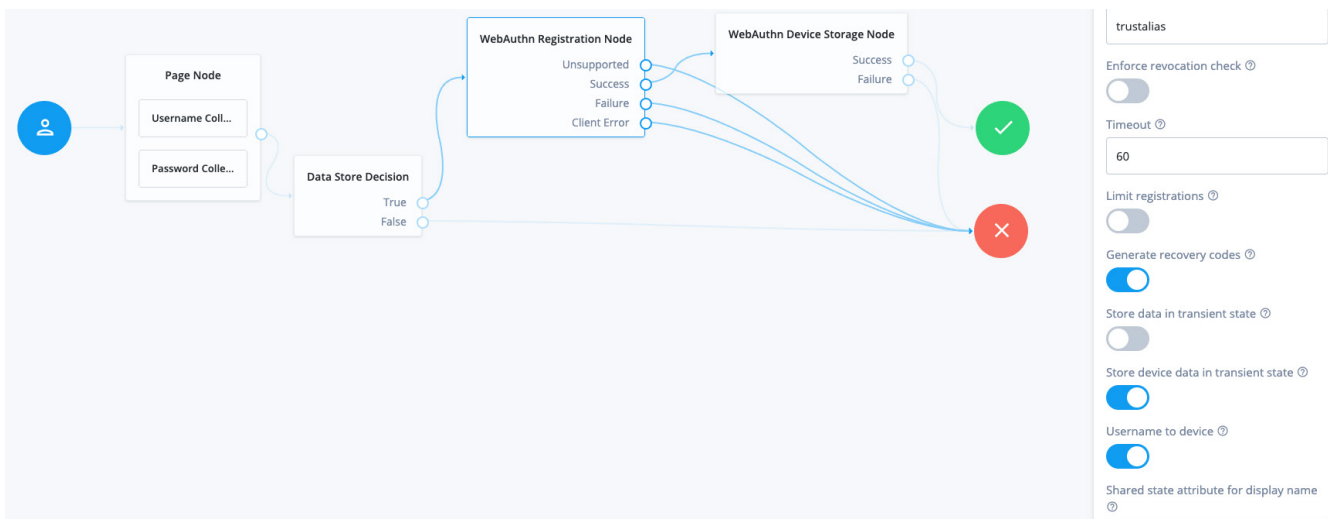 Page Node
Username Coll...
Password Colle...
Data Store Decision
True
False
WebAuthn Registration Node
Unsupported
Success
Failure
Client Error
WebAuthn Device Storage Node
Success
Failure
trustalias
Enforce revocation check
Timeout
60
Limit registrations
Generate recovery codes
Store data in transient state
Store device data in transient state
Username to device
Shared state attribute for display name